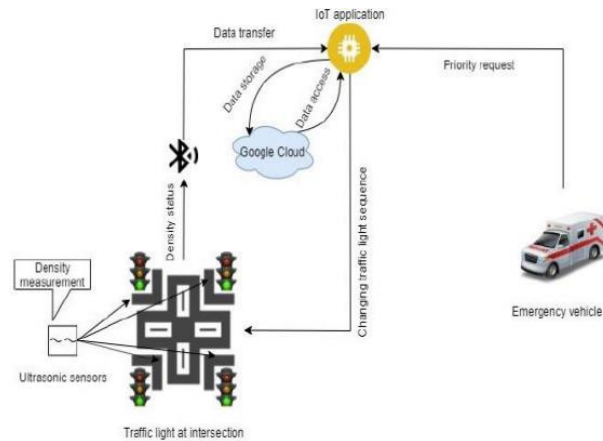 IoT application
Data transfer
Priority request
Data storage
Data access
Google Cloud
Density status
Changing traffic light sequence
Density
measurement
Emergency vehicle
Ultrasonic sensors
Traffic light at intersection